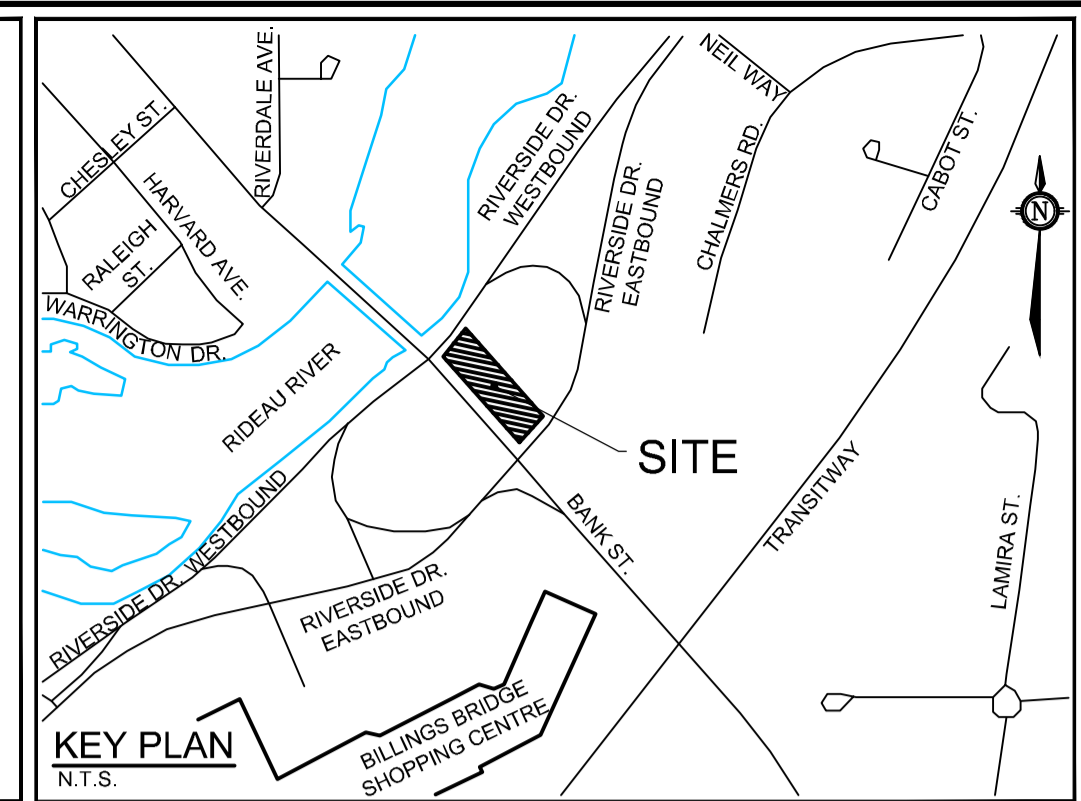 RIVERDALE AVE.
NEIL WAY
CHESLEY ST.
RIVERSIDE DR.
WESTBOUND
CHALMERS RD.
CABOT ST.
HARVARD AVE.
RIVERSIDE DR.
EASTBOUND
N
RALEIGH
ST.
WARRINGTON DR.
RIDEAU RIVER
SITE
TRANSITWAY
BANK ST.
LAMIRA ST.
RIVERSIDE DR. WESTBOUND
RIVERSIDE DR.
EASTBOUND
BILLINGS BRIDGE
SHOPPING CENTRE
KEY PLAN
N.T.S.